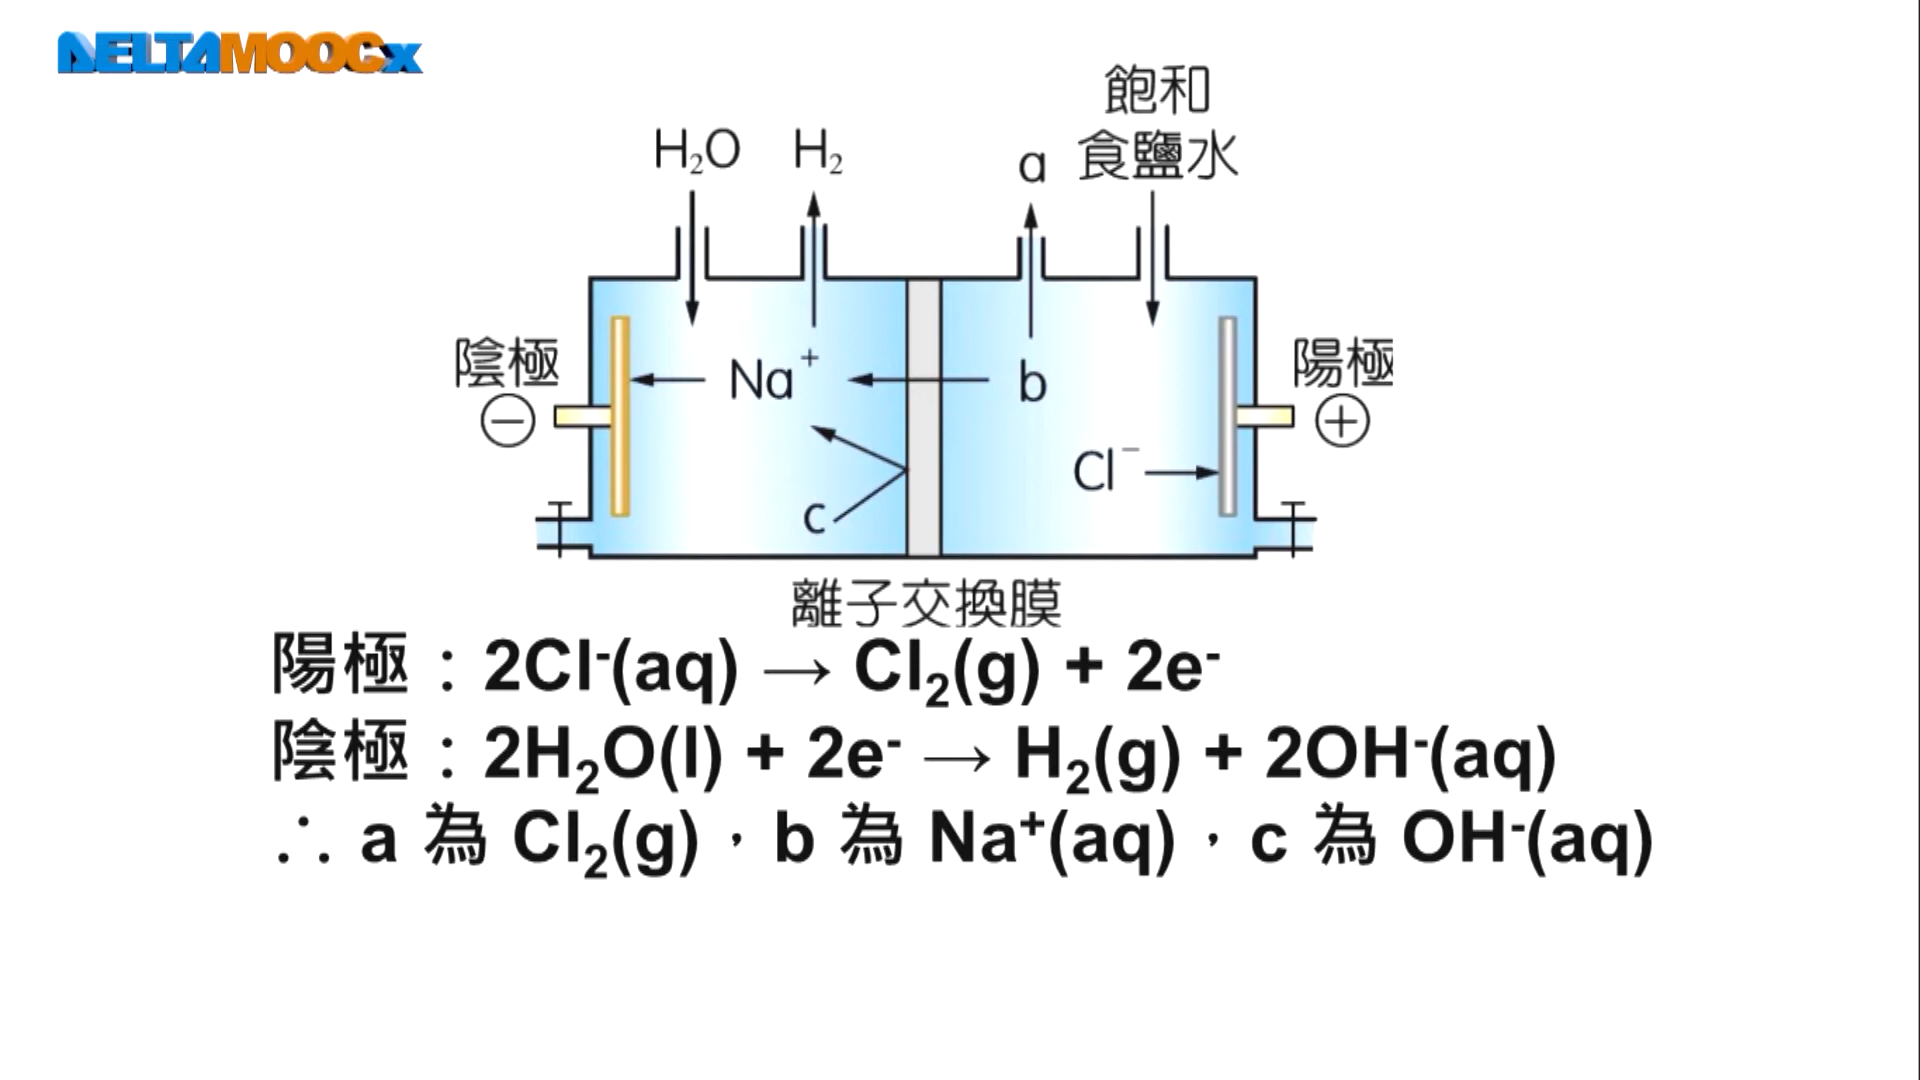 DELTAMOOCx
飽和
食鹽水
H₂O H₂ a
陰極 Na⁺ b 陽極
⊖ ⊕
Cl⁻
c
離子交換膜
陽極：2Cl⁻(aq) → Cl₂(g) + 2e⁻
陰極：2H₂O(l) + 2e⁻ → H₂(g) + 2OH⁻(aq)
∴ a 為 Cl₂(g)，b 為 Na⁺(aq)，c 為 OH⁻(aq)